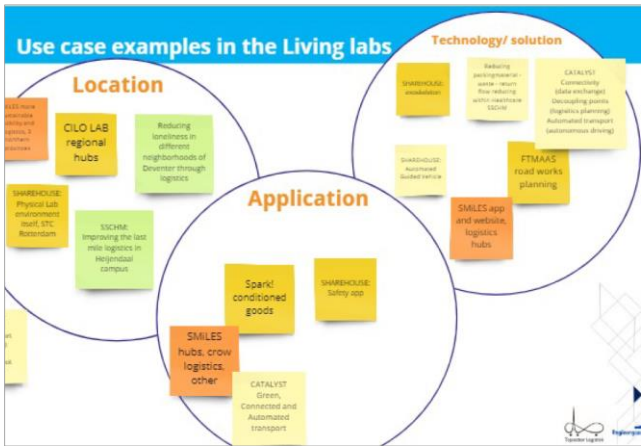 Use case examples in the Living labs
Location
CILO LAB
regional
hubs
Reducing
loneliness in
different
neighborhoods of
Deventer through
logistics
SHAREHOUSE:
Physical Lab
environment
itself, STC
Rotterdam
SSCHM:
Improving the last
mile logistics in
Heijendaal
campus
Application
Spark!
conditioned
goods
SHAREHOUSE:
Safety app
SMiLES
hubs, crow
logistics,
other
CATALYST
Green,
Connected and
Automated
transport
Technology/ solution
SHAREHOUSE:
exoskeleton
Reducing
packingmaterial -
waste - return
flow reducing
within Healthcare
SSCHM
CATALYST
Connectivity
(data exchange)
Decoupling points
(logistics planning)
Automated transport
(autonomous driving)
SHAREHOUSE:
Automated
Guided Vehicle
FTMAAS
road works
planning
SMiLES app
and website,
logistics
hubs
Topsector Logistiek